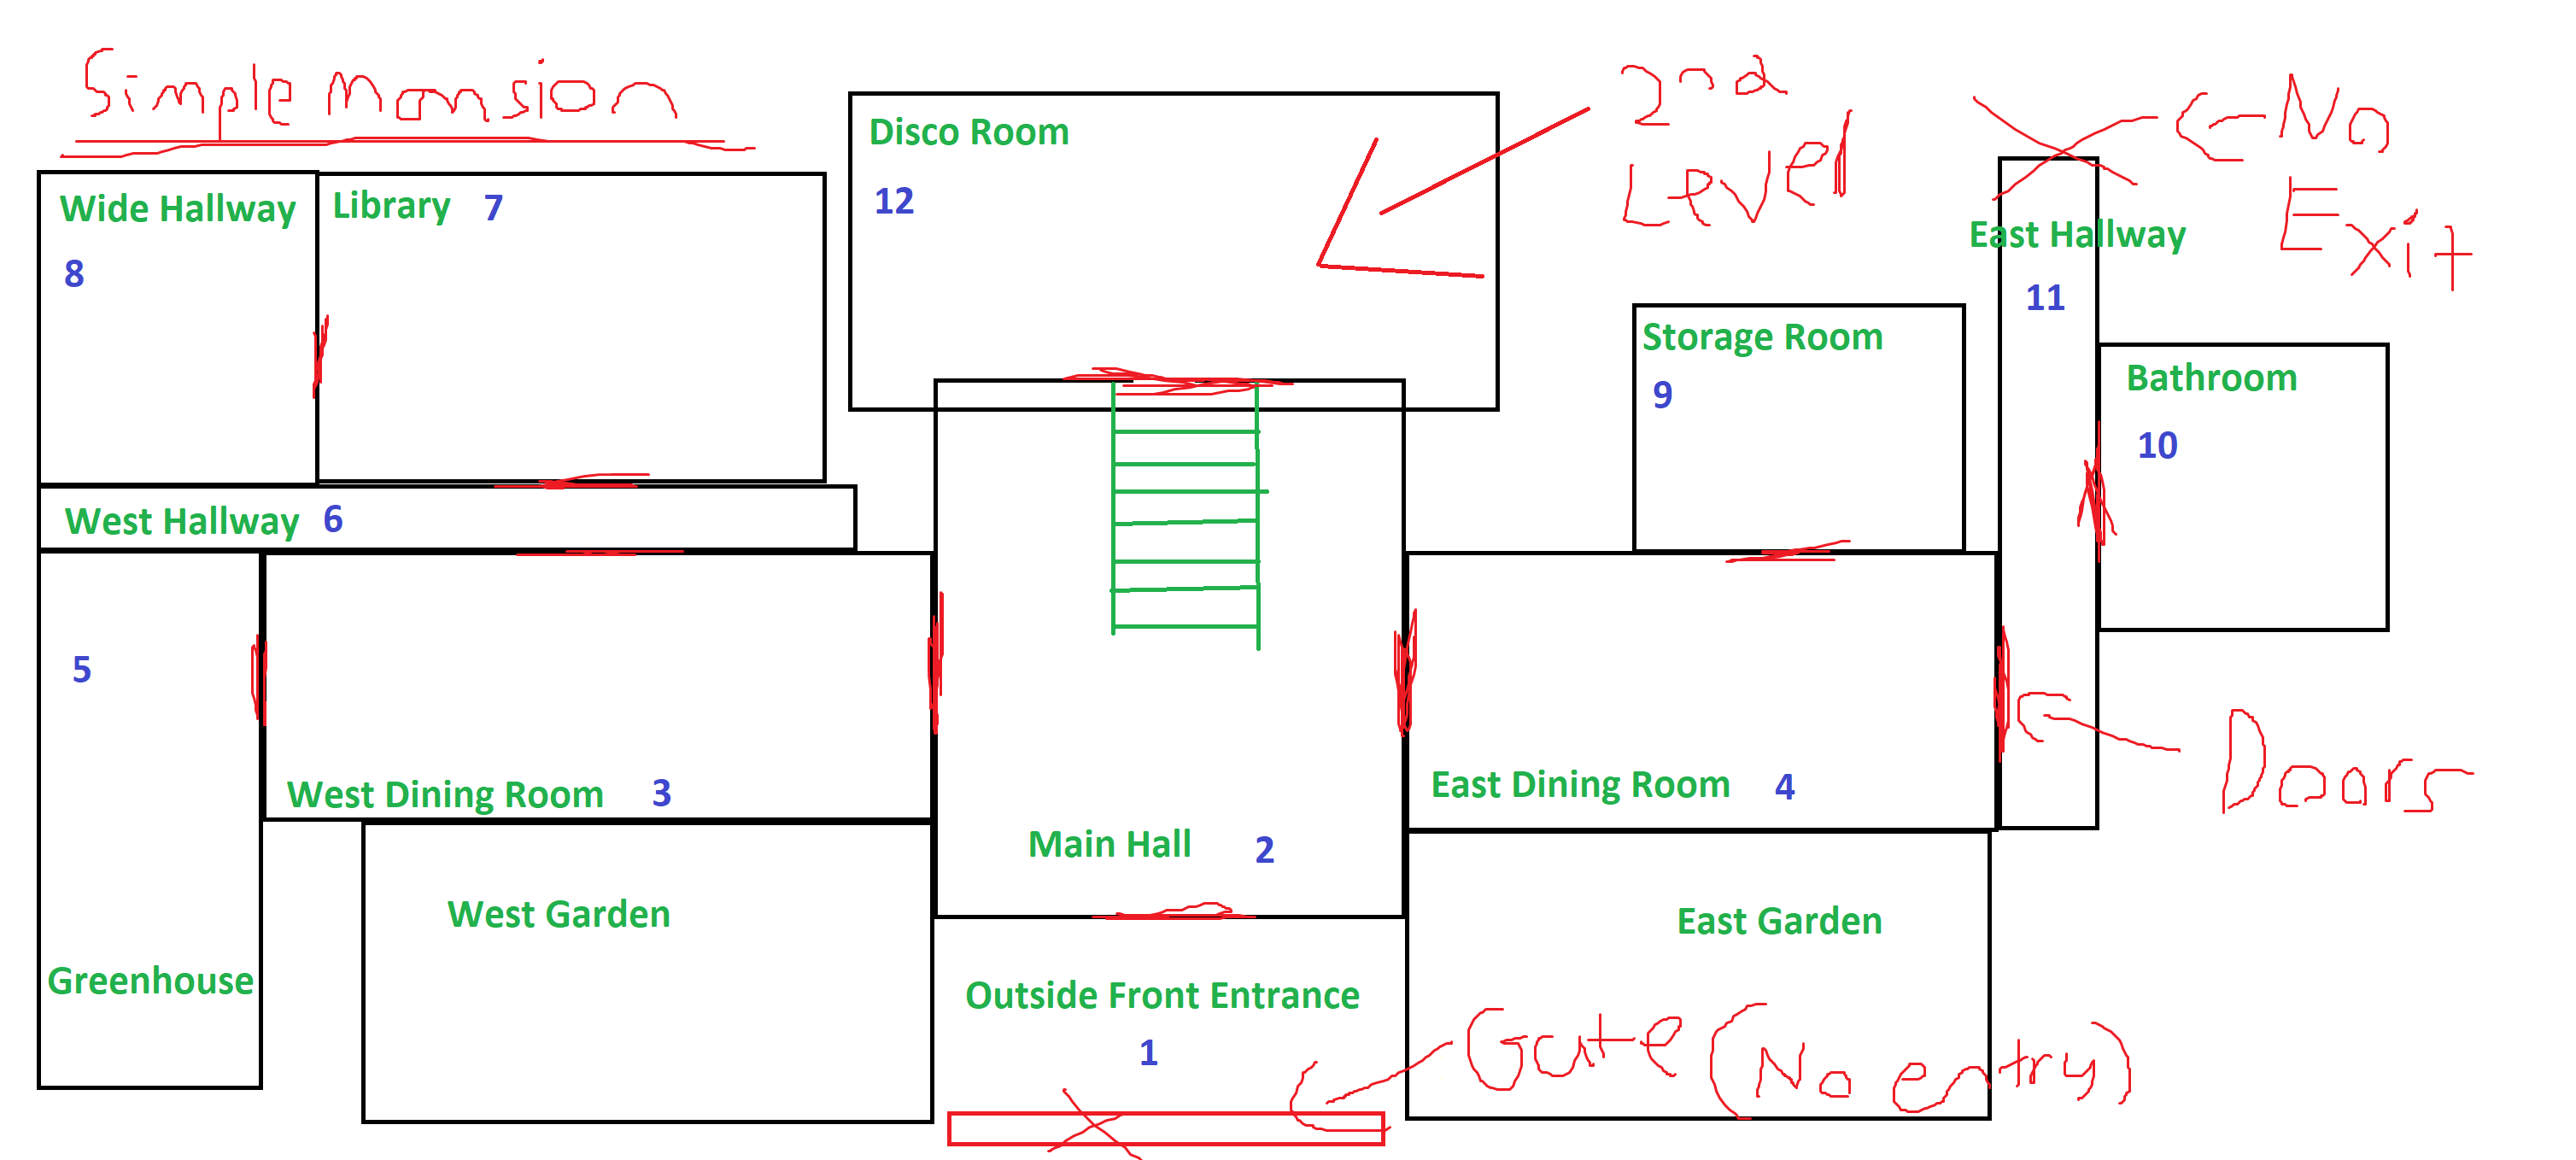 Simple Mansion
2nd
Level
No
Exit
Disco Room
12
Wide Hallway
8
Library 7
East Hallway
11
Storage Room
9
Bathroom
10
West Hallway 6
5
Greenhouse
West Dining Room 3
Main Hall 2
East Dining Room 4
Doors
West Garden
East Garden
Outside Front Entrance
1
Gate (No entry)